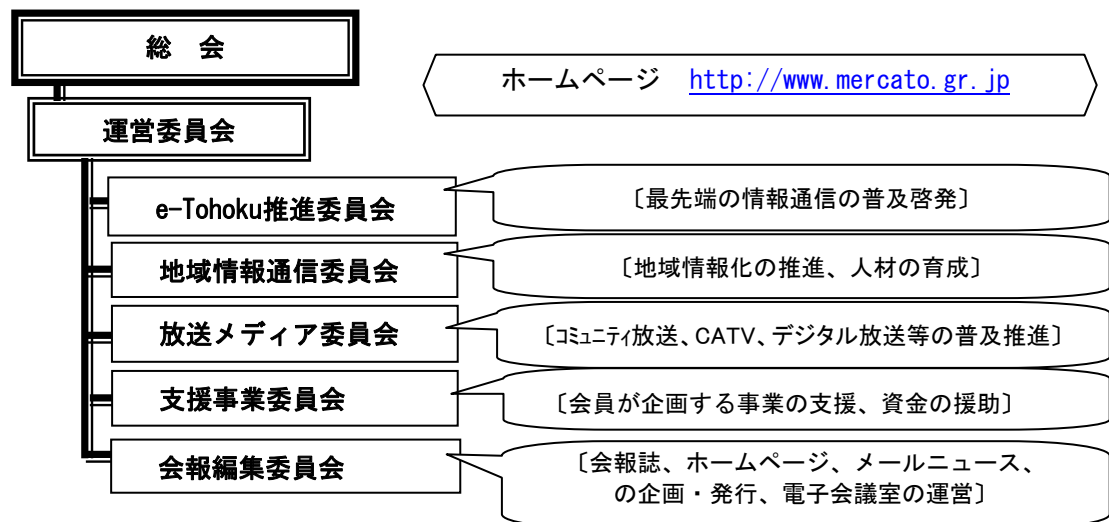 総　会
ホームページ　http://www.mercato.gr.jp
運営委員会
e-Tohoku推進委員会
〔最先端の情報通信の普及啓発〕
地域情報通信委員会
〔地域情報化の推進、人材の育成〕
放送メディア委員会
〔ｺﾐｭﾆﾃｨ放送、CATV、デジタル放送等の普及推進〕
支援事業委員会
〔会員が企画する事業の支援、資金の援助〕
会報編集委員会
〔会報誌、ホームページ、メールニュース、
の企画・発行、電子会議室の運営〕